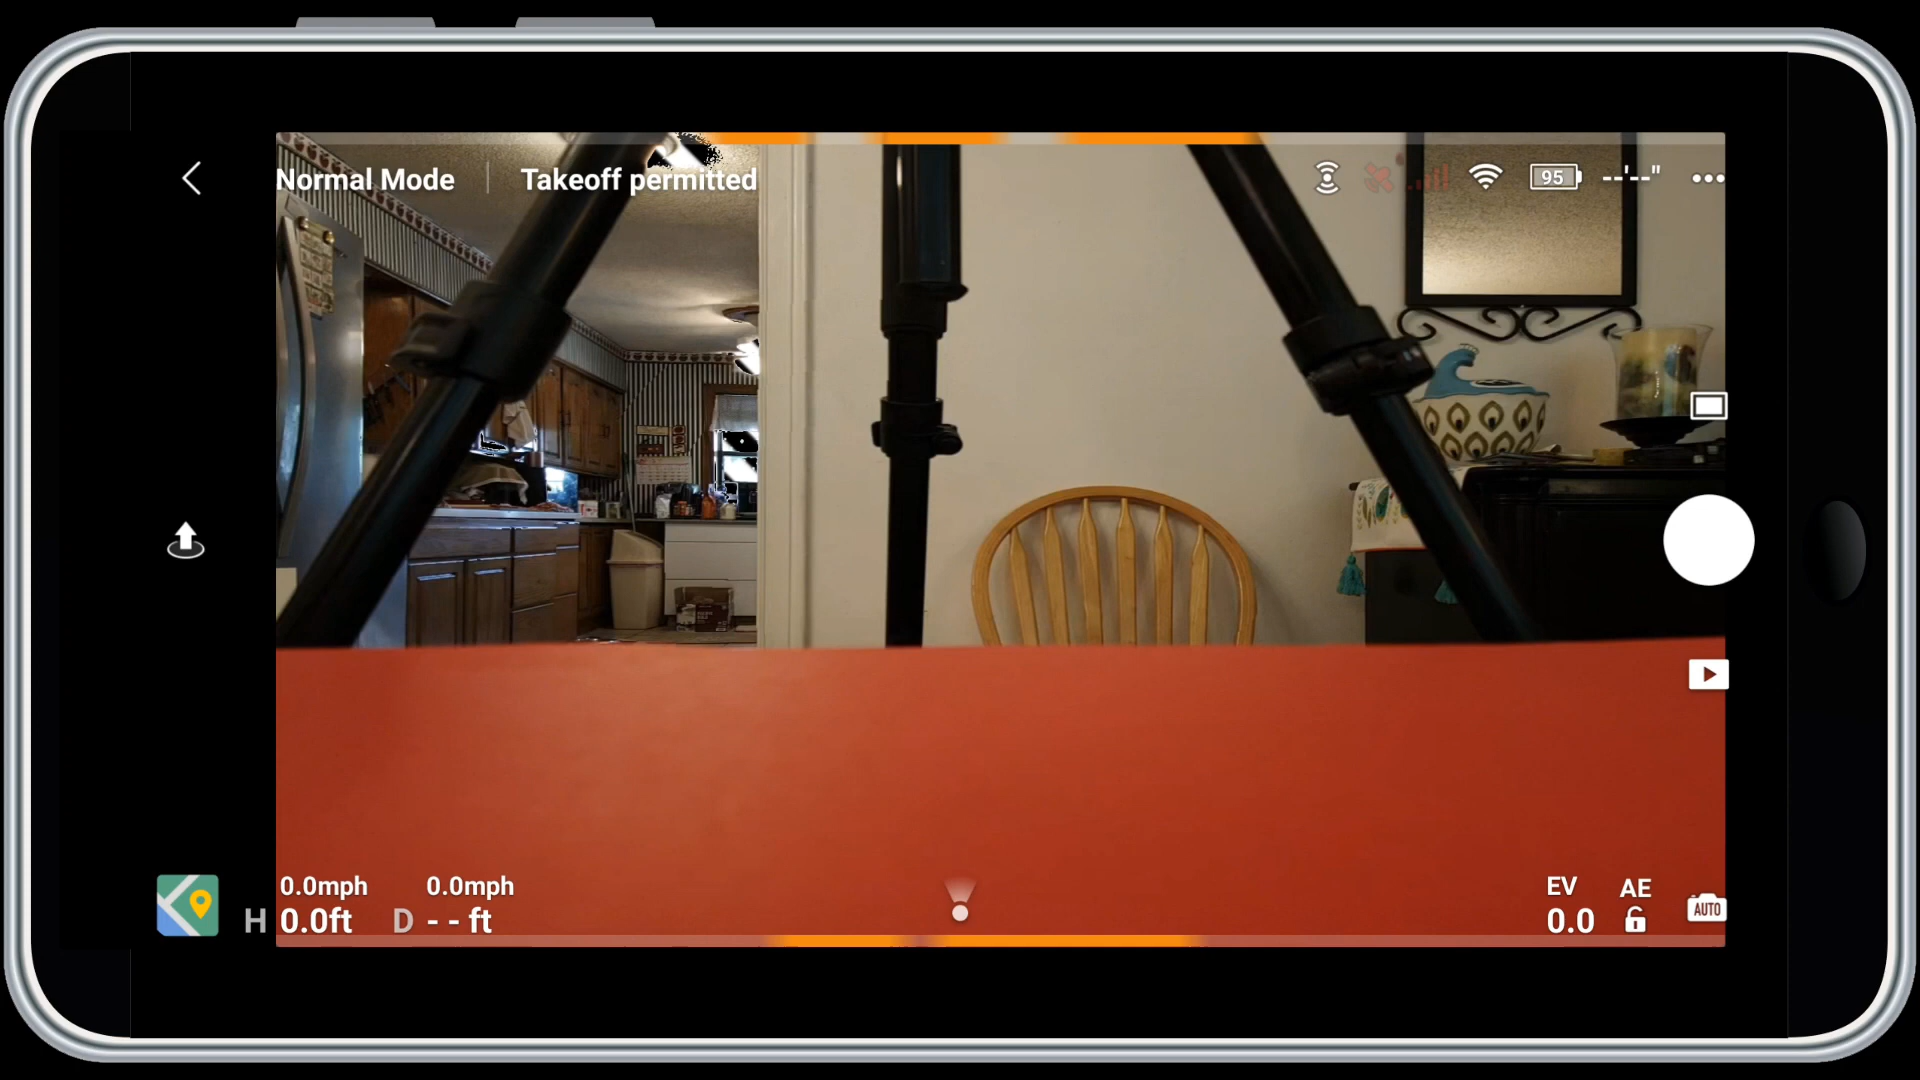 Normal Mode
Takeoff permitted
95
--'--"
0.0mph
0.0mph
H 0.0ft
D - - ft
EV
0.0
AE
AUTO